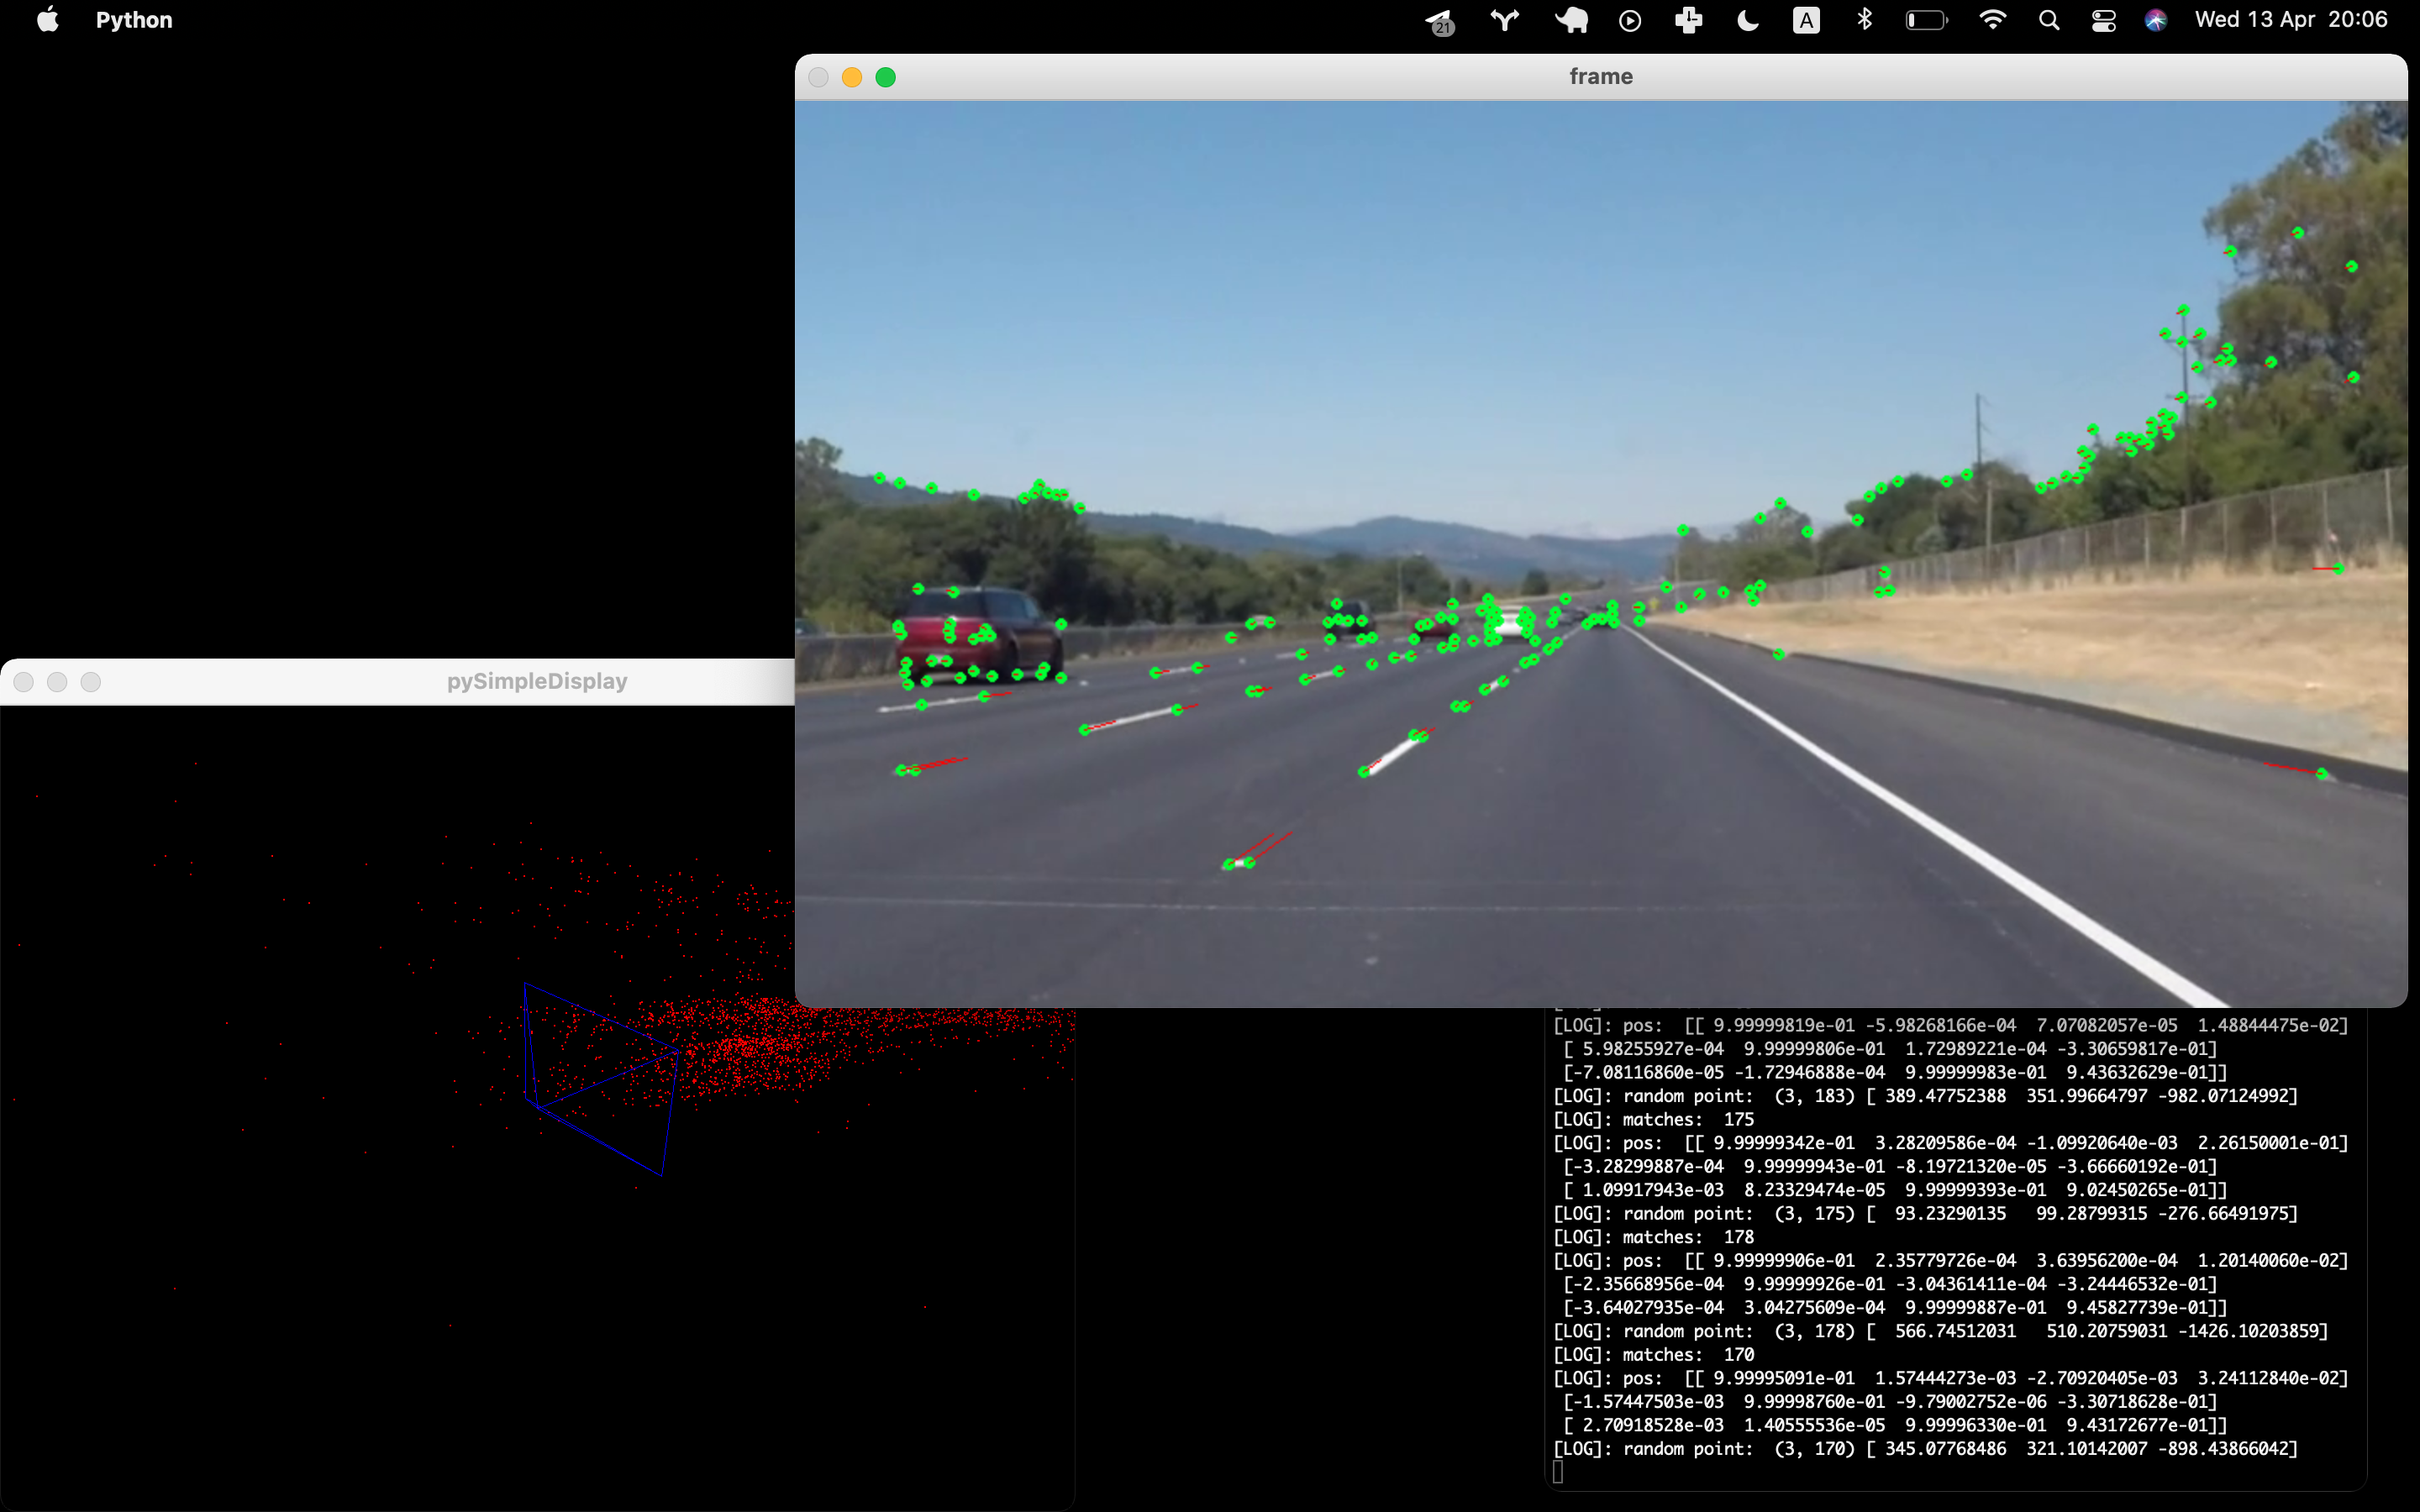 Python
21
A
Wed 13 Apr 20:06
frame
pySimpleDisplay
[LOG]: pos:  [[ 9.99999819e-01 -5.98268166e-04  7.07082057e-05  1.48844475e-02]
[ 5.98255927e-04  9.99999806e-01  1.72989221e-04 -3.30659817e-01]
[-7.08116860e-05 -1.72946888e-04  9.99999983e-01  9.43632629e-01]]
[LOG]: random point:  (3, 183) [ 389.47752388  351.99664797 -982.07124992]
[LOG]: matches:  175
[LOG]: pos:  [[ 9.99999342e-01  3.28209586e-04 -1.09920640e-03  2.26150001e-01]
[-3.28299887e-04  9.99999943e-01 -8.19721320e-05 -3.66660192e-01]
[ 1.09917943e-03  8.23329474e-05  9.99999393e-01  9.02450265e-01]]
[LOG]: random point:  (3, 175) [  93.23290135   99.28799315 -276.66491975]
[LOG]: matches:  178
[LOG]: pos:  [[ 9.99999906e-01  2.35779726e-04  3.63956200e-04  1.20140060e-02]
[-2.35668956e-04  9.99999926e-01 -3.04361411e-04 -3.24446532e-01]
[-3.64027935e-04  3.04275609e-04  9.99999887e-01  9.45827739e-01]]
[LOG]: random point:  (3, 178) [  566.74512031   510.20759031 -1426.10203859]
[LOG]: matches:  170
[LOG]: pos:  [[ 9.99995091e-01  1.57444273e-03 -2.70920405e-03  3.24112840e-02]
[-1.57447503e-03  9.99998760e-01 -9.79002752e-06 -3.30718628e-01]
[ 2.70918528e-03  1.40555536e-05  9.99996330e-01  9.43172677e-01]]
[LOG]: random point:  (3, 170) [ 345.07768486  321.10142007 -898.43866042]